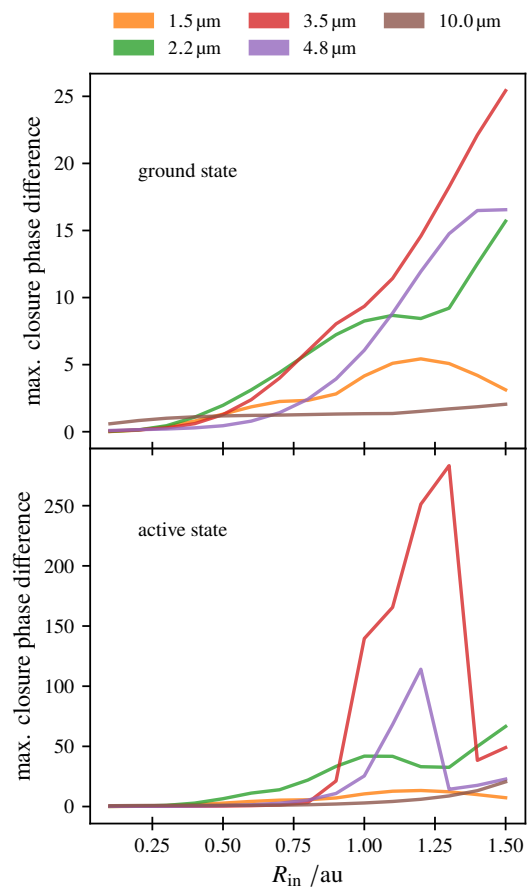 1.5 µm 3.5 µm 10.0 µm
2.2 µm 4.8 µm
max. closure phase difference
25
20
15
10
5
0
ground state
max. closure phase difference
250
200
150
100
50
0
active state
0.25 0.50 0.75 1.00 1.25 1.50
R_in /au